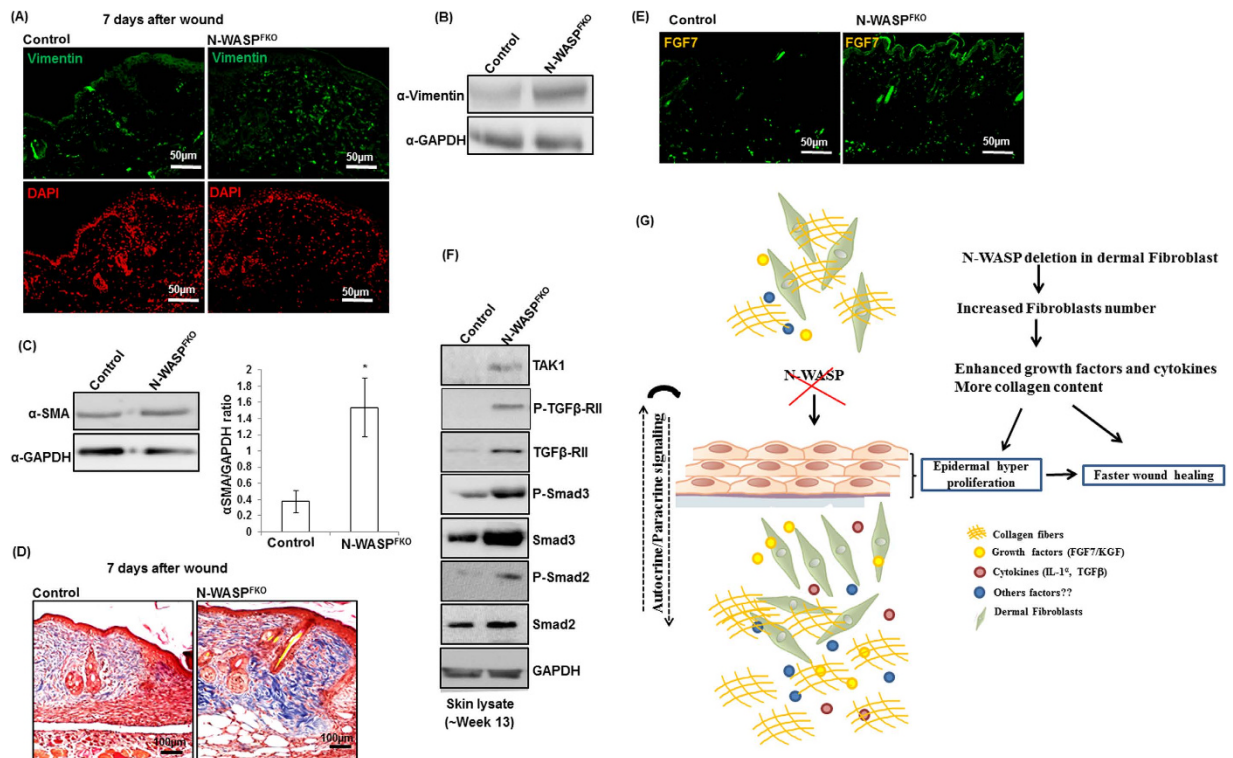 (A)
7 days after wound
Control
N-WASPFKO
Vimentin
Vimentin
50μm
50μm
DAPI
DAPI
50μm
50μm
(B)
Control
N-WASPFKO
α-Vimentin
α-GAPDH
(C)
Control
N-WASPFKO
α-SMA
α-GAPDH
αSMA/GAPDH ratio
2
1.8
1.6
1.4
1.2
1
0.8
0.6
0.4
0.2
0
*
Control
N-WASPFKO
(D)
7 days after wound
Control
N-WASPFKO
100μm
100μm
(E)
Control
N-WASPFKO
FGF7
FGF7
50μm
50μm
(F)
Control
N-WASPFKO
TAK1
P-TGFβ-RII
TGFβ-RII
P-Smad3
Smad3
P-Smad2
Smad2
GAPDH
Skin lysate
(~Week 13)
(G)
N-WASP deletion in dermal Fibroblast
Increased Fibroblasts number
Enhanced growth factors and cytokines
More collagen content
N-WASP
Autocrine/Paracrine signaling
Epidermal hyper
proliferation
Faster wound healing
Collagen fibers
Growth factors (FGF7/KGF)
Cytokines (IL-1α, TGFβ)
Others factors??
Dermal Fibroblasts